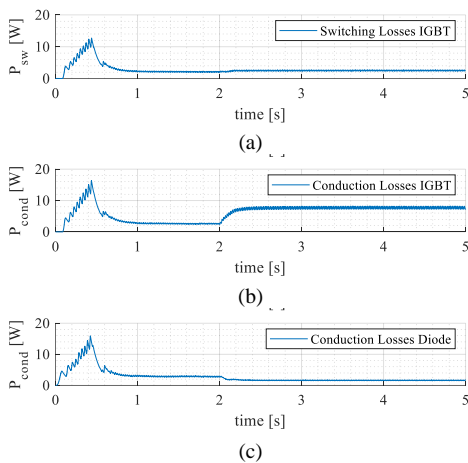 P_sw [W]
20
10
0
Switching Losses IGBT
0 1 2 3 4 5
time [s]
(a)
P_cond [W]
20
10
0
Conduction Losses IGBT
0 1 2 3 4 5
time [s]
(b)
P_cond [W]
20
10
0
Conduction Losses Diode
0 1 2 3 4 5
time [s]
(c)